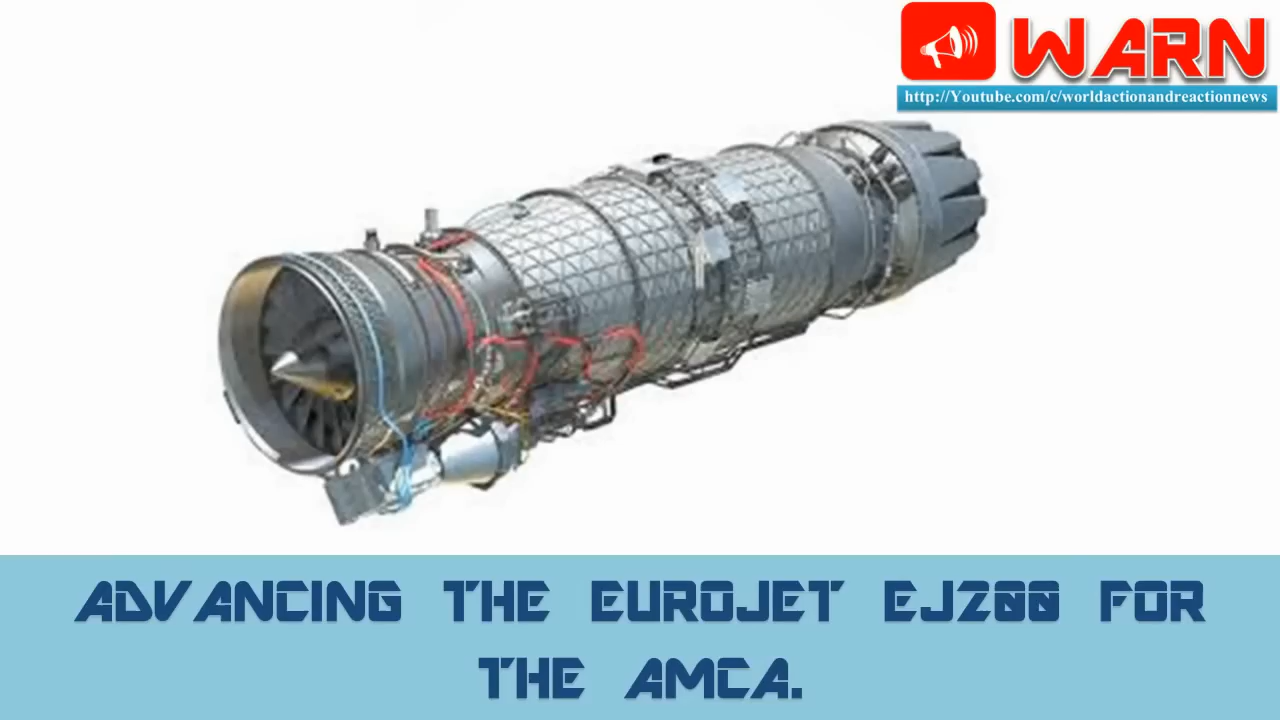 WARN
http://Youtube.com/c/worldactionandreactionnews
ADVANCING THE EUROJET EJ200 FOR
THE AMCA.